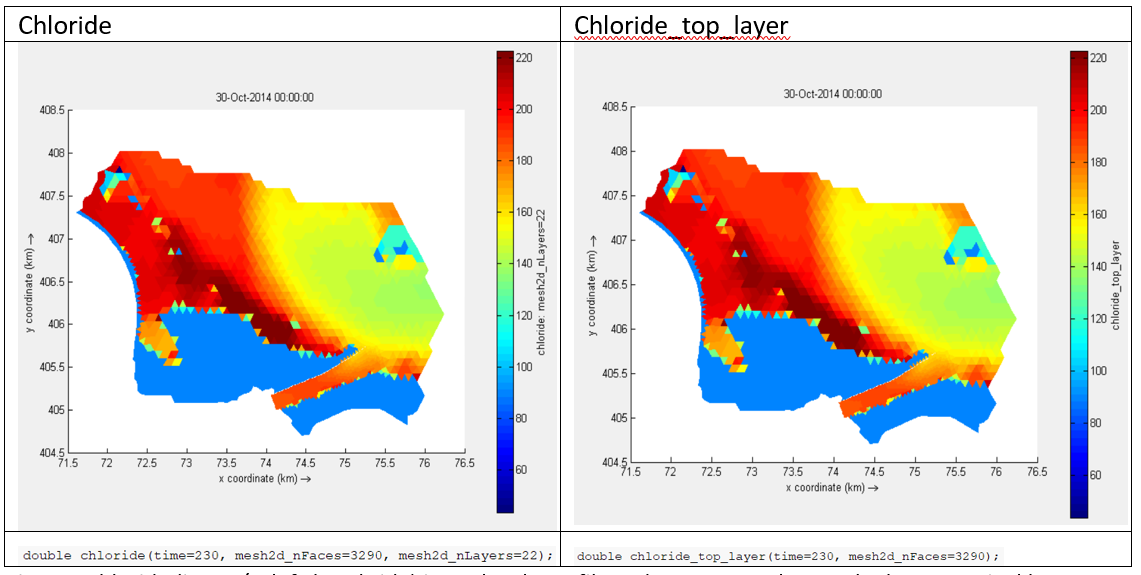 Chloride
Chloride_top_layer
30-Oct-2014 00:00:00
408.5
408
407.5
407
406.5
406
405.5
405
404.5
y coordinate (km) →
71.5 72 72.5 73 73.5 74 74.5 75 75.5 76 76.5
x coordinate (km) →
220
200
180
160
140
120
100
80
60
chloride: mesh2d_nLayers=22
30-Oct-2014 00:00:00
408.5
408
407.5
407
406.5
406
405.5
405
404.5
y coordinate (km) →
71.5 72 72.5 73 73.5 74 74.5 75 75.5 76 76.5
x coordinate (km) →
220
200
180
160
140
120
100
80
60
chloride_top_layer
double chloride(time=230, mesh2d_nFaces=3290, mesh2d_nLayers=22);
double chloride_top_layer(time=230, mesh2d_nFaces=3290);